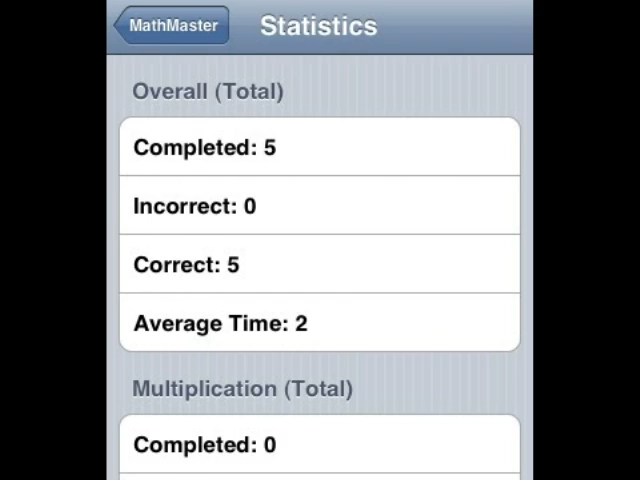 MathMaster
Statistics
Overall (Total)
Completed: 5
Incorrect: 0
Correct: 5
Average Time: 2
Multiplication (Total)
Completed: 0